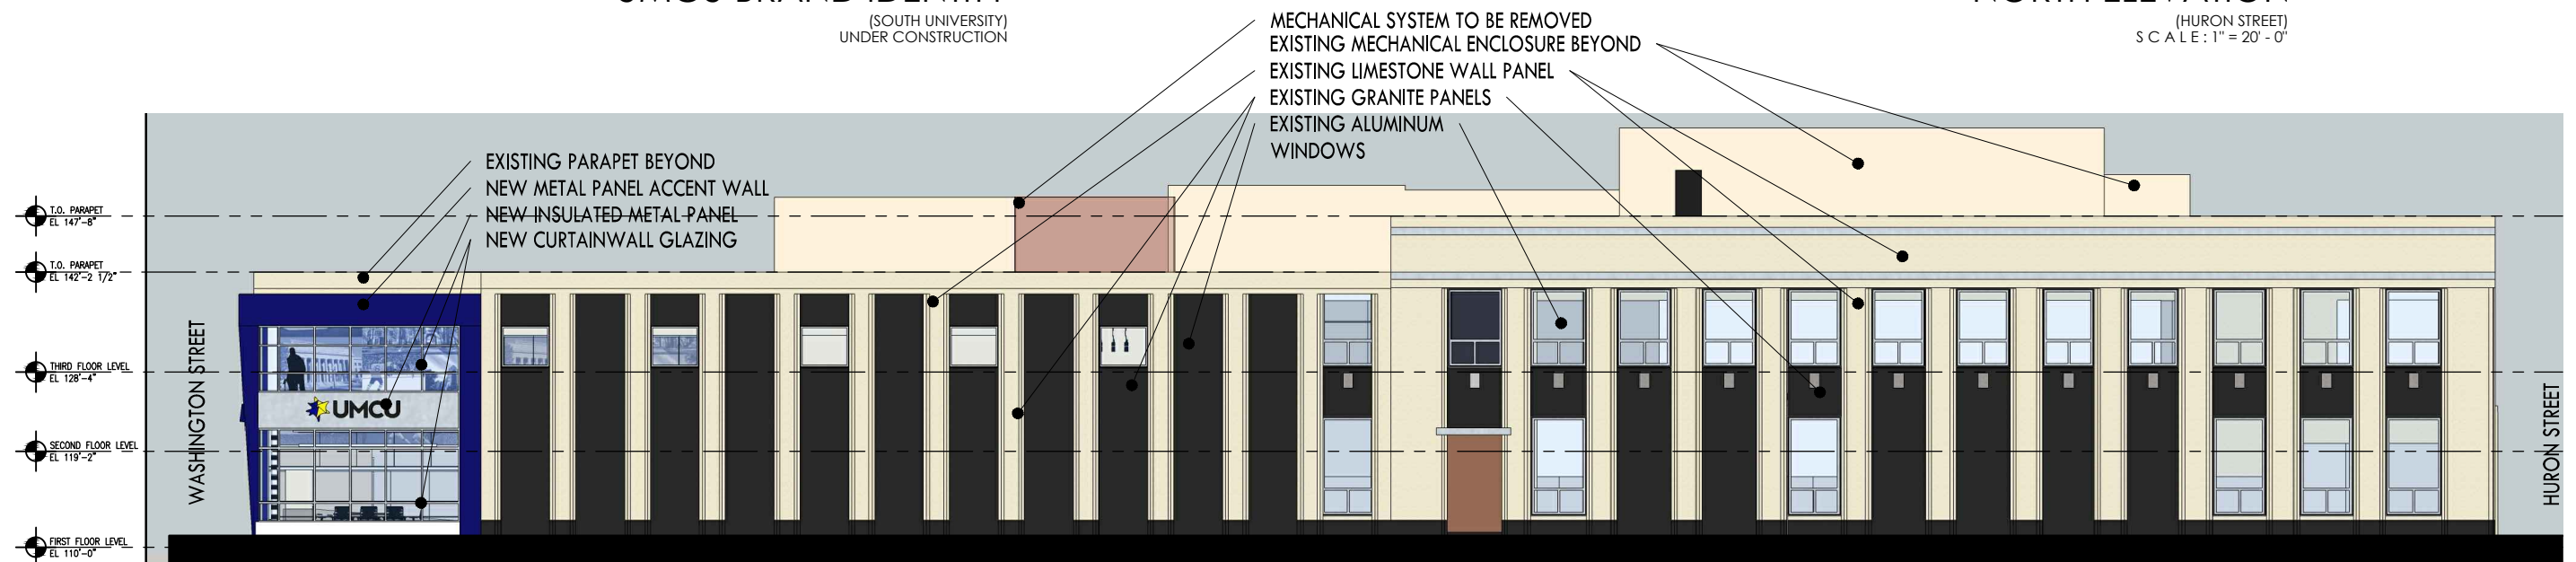 (SOUTH UNIVERSITY)
UNDER CONSTRUCTION
(HURON STREET)
SCALE: 1" = 20' - 0"
MECHANICAL SYSTEM TO BE REMOVED
EXISTING MECHANICAL ENCLOSURE BEYOND
EXISTING LIMESTONE WALL PANEL
EXISTING GRANITE PANELS
EXISTING ALUMINUM
WINDOWS
EXISTING PARAPET BEYOND
NEW METAL PANEL ACCENT WALL
NEW INSULATED METAL PANEL
NEW CURTAINWALL GLAZING
T.O. PARAPET
EL 147'-8"
T.O. PARAPET
EL 142'-2 1/2"
THIRD FLOOR LEVEL
EL 128'-4"
SECOND FLOOR LEVEL
EL 119'-2"
FIRST FLOOR LEVEL
EL 110'-0"
WASHINGTON STREET
UMCU
HURON STREET